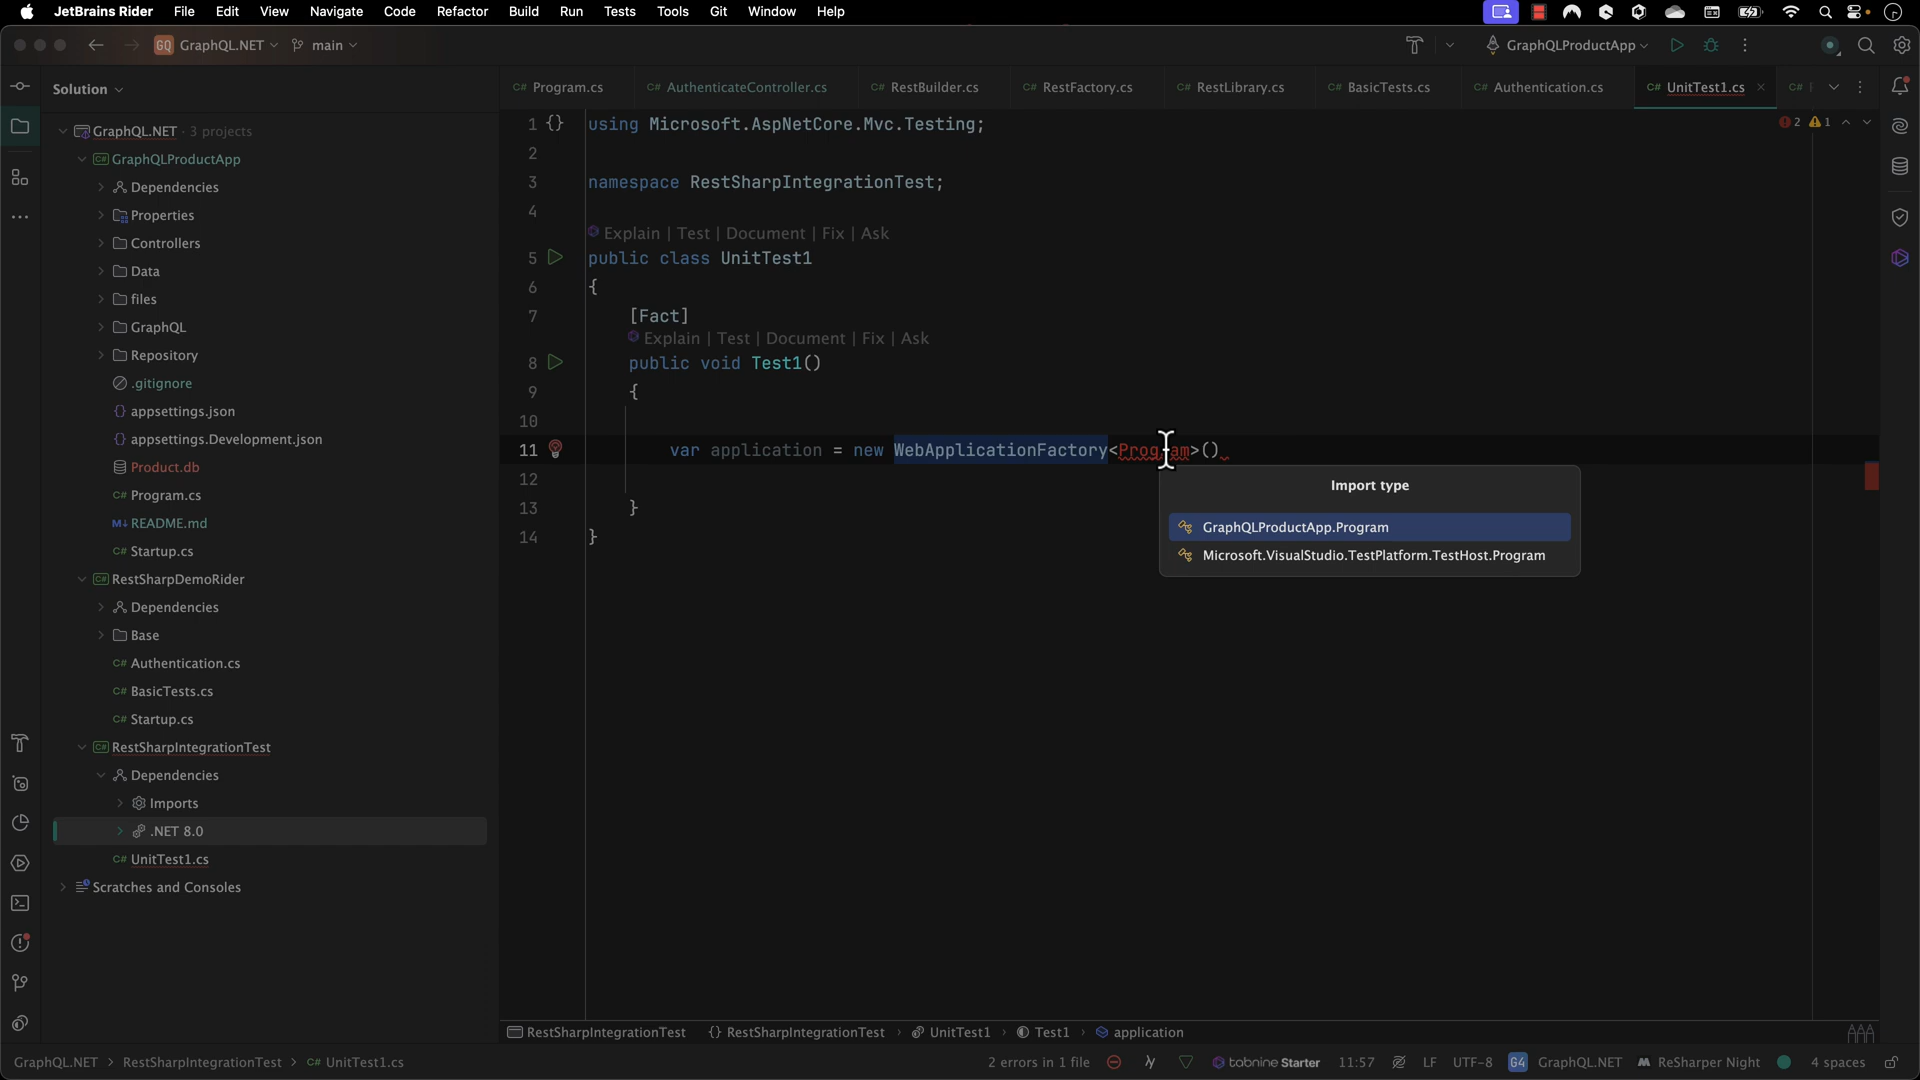 JetBrains Rider File Edit View Navigate Code Refactor Build Run Tests Tools Git Window Help
GQ GraphQL.NET main GraphQLProductApp
Solution
C# Program.cs C# AuthenticateController.cs C# RestBuilder.cs C# RestFactory.cs C# RestLibrary.cs C# BasicTests.cs C# Authentication.cs C# UnitTest1.cs C#
GraphQL.NET · 3 projects
C# GraphQLProductApp
Dependencies
Properties
Controllers
Data
files
GraphQL
Repository
.gitignore
{} appsettings.json
{} appsettings.Development.json
Product.db
C# Program.cs
M↓ README.md
C# Startup.cs
C# RestSharpDemoRider
Dependencies
Base
C# Authentication.cs
C# BasicTests.cs
C# Startup.cs
C# RestSharpIntegrationTest
Dependencies
Imports
.NET 8.0
C# UnitTest1.cs
Scratches and Consoles
1 {} using Microsoft.AspNetCore.Mvc.Testing;
2 1
2
3 namespace RestSharpIntegrationTest;
4
Explain | Test | Document | Fix | Ask
5 public class UnitTest1
6 {
7 [Fact]
Explain | Test | Document | Fix | Ask
8 public void Test1()
9 {
10
11 var application = new WebApplicationFactory<Program>()
12
13 }
14 }
Import type
GraphQLProductApp.Program
Microsoft.VisualStudio.TestPlatform.TestHost.Program
RestSharpIntegrationTest {} RestSharpIntegrationTest > UnitTest1 > Test1 > application
GraphQL.NET > RestSharpIntegrationTest > C# UnitTest1.cs 2 errors in 1 file tabnine Starter 11:57 LF UTF-8 G4 GraphQL.NET ReSharper Night 4 spaces